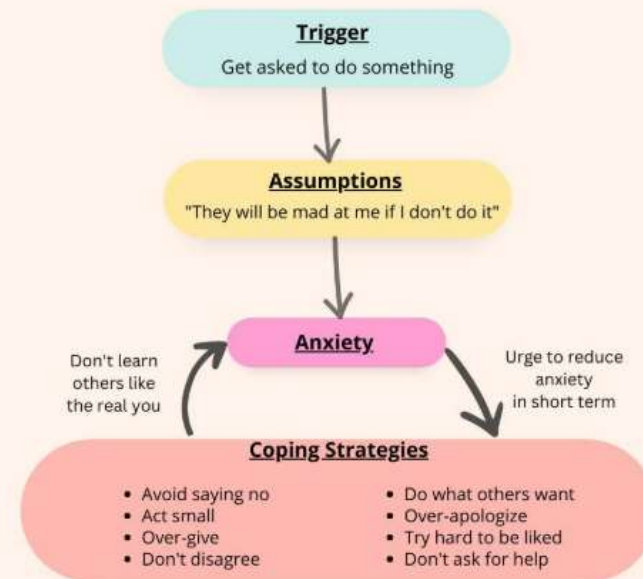 Trigger
Get asked to do something
Assumptions
"They will be mad at me if I don't do it"
Anxiety
Don't learn
others like
the real you
Urge to reduce
anxiety
in short term
Coping Strategies
• Avoid saying no
• Act small
• Over-give
• Don't disagree
• Do what others want
• Over-apologize
• Try hard to be liked
• Don't ask for help